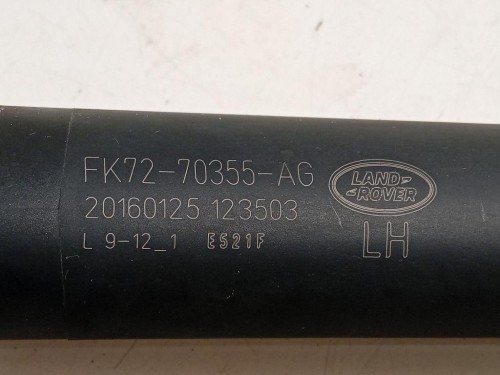 FK72-70355-AG
LAND-
-ROVER
20160125 123503
L 9-12_1 E521F
LH